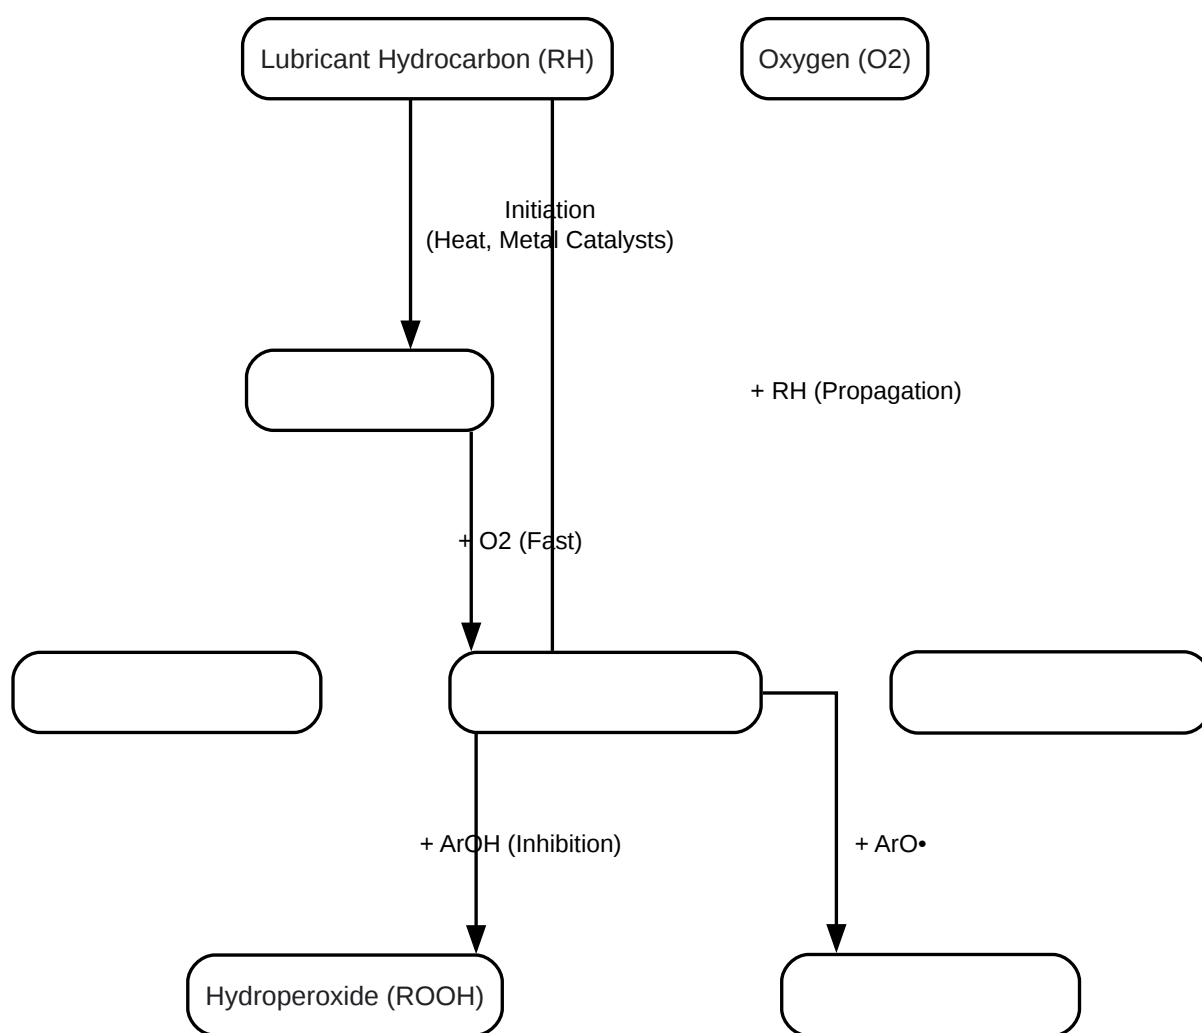 Lubricant Hydrocarbon (RH)
Oxygen (O2)
Initiation
(Heat, Metal Catalysts)
+ RH (Propagation)
+ O2 (Fast)
+ ArOH (Inhibition)
+ ArO•
Hydroperoxide (ROOH)